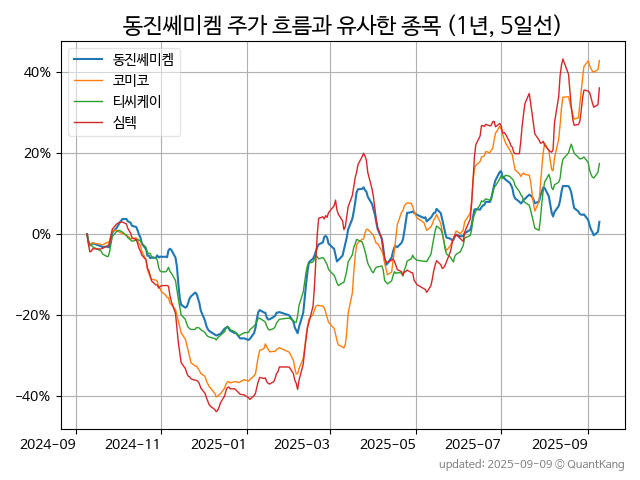 동진쎄미켐 주가 흐름과 유사한 종목 (1년, 5일선)
동진쎄미켐
코미코
티씨케이
심텍
40%
20%
0%
−20%
−40%
2024−09
2024−11
2025−01
2025−03
2025−05
2025−07
2025−09
updated: 2025-09-09 ⓒ QuantKang